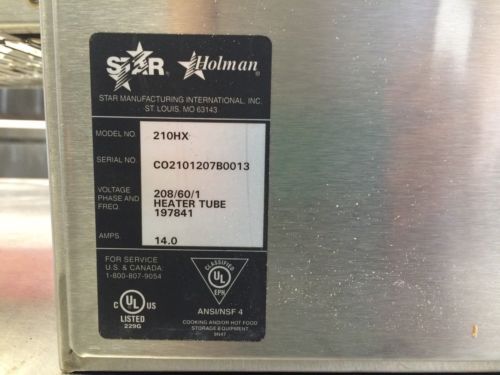 STAR® Holman®
STAR MANUFACTURING INTERNATIONAL, INC.
ST. LOUIS, MO 63143
MODEL NO. 210HX
SERIAL NO. CO2101207B0013
VOLTAGE 208/60/1
PHASE AND HEATER TUBE
FREQ. 197841
AMPS. 14.0
FOR SERVICE
U.S. & CANADA:
1-800-807-9054
C UL US
LISTED
229G
CLASSIFIED
UL
EPH
ANSI/NSF 4
COOKING AND/OR HOT FOOD
STORAGE EQUIPMENT
9N47